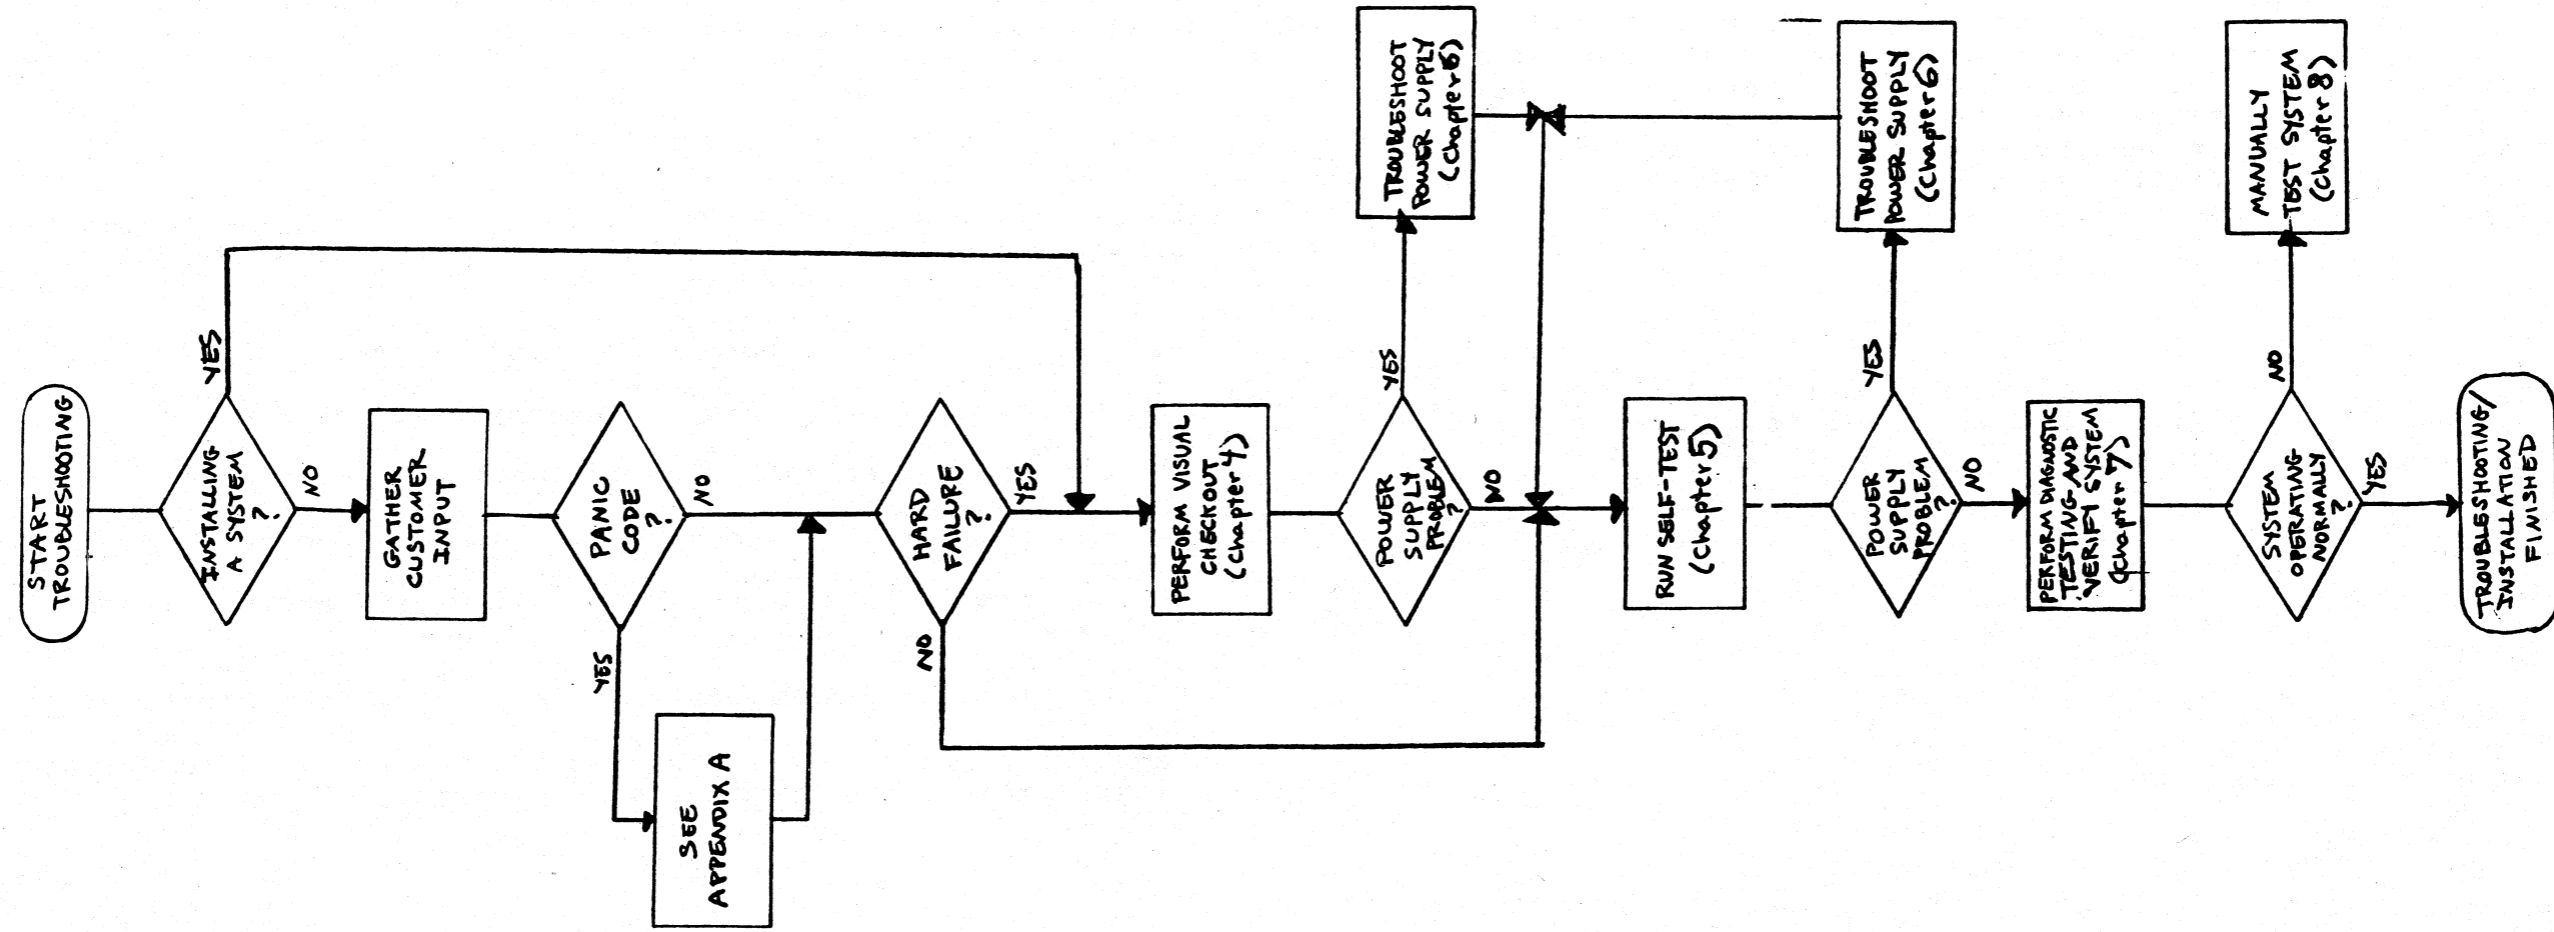 START
TROUBLESHOOTING
INSTALLING
A SYSTEM
?
YES
NO
GATHER
CUSTOMER
INPUT
PANIC
CODE
?
NO
YES
SEE
APPENDIX A
HARD
FAILURE
?
YES
NO
PERFORM VISUAL
CHECKOUT
(Chapter 4)
POWER
SUPPLY
PROBLEM
?
YES
TROUBLESHOOT
POWER SUPPLY
(Chapter 6)
NO
RUN SELF-TEST
(Chapter 5)
POWER
SUPPLY
PROBLEM
?
YES
TROUBLESHOOT
POWER SUPPLY
(Chapter 6)
NO
PERFORM DIAGNOSTIC
TESTING AND
VERIFY SYSTEM
(Chapter 7)
SYSTEM
OPERATING
NORMALLY
?
NO
MANUALLY
TEST SYSTEM
(Chapter 8)
YES
TROUBLESHOOTING/
INSTALLATION
FINISHED